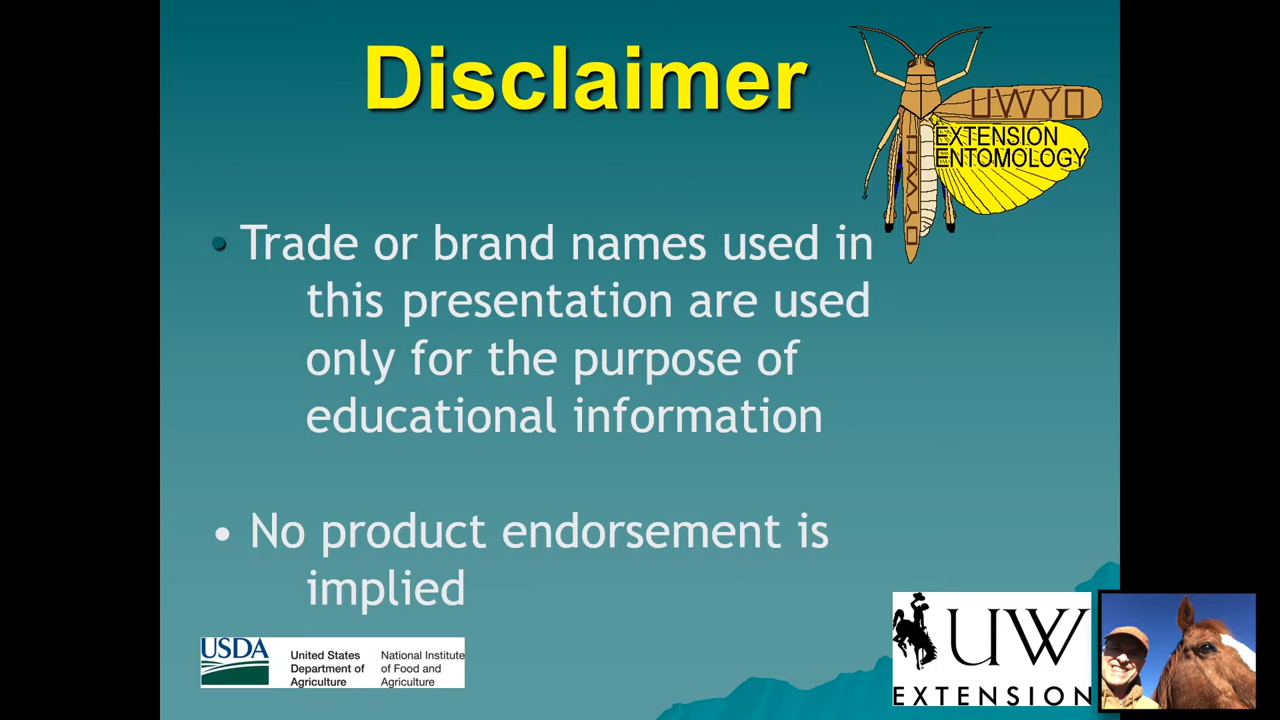 Disclaimer
UWYO
EXTENSION
ENTOMOLOGY
UWYO
• Trade or brand names used in
this presentation are used
only for the purpose of
educational information
• No product endorsement is
implied
USDA
United States
Department of
Agriculture
National Institute
of Food and
Agriculture
UW
EXTENSION